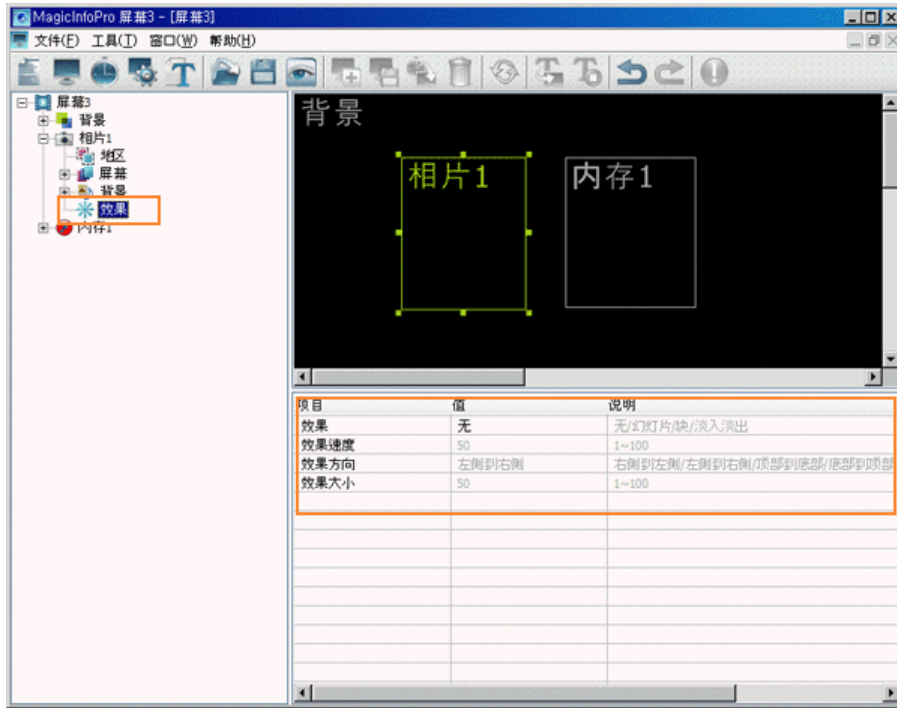 MagicInfoPro 屏幕3 - [屏幕3]
文件(F) 工具(T) 窗口(W) 帮助(H)
屏幕3
背景
相片1
地区
屏幕
背景
效果
内存1
背景
相片1
内存1
项目 值 说明
效果 无 无/幻灯片/块/淡入淡出
效果速度 50 1~100
效果方向 左侧到右侧 右侧到左侧/左侧到右侧/顶部到底部/底部到顶部
效果大小 50 1~100